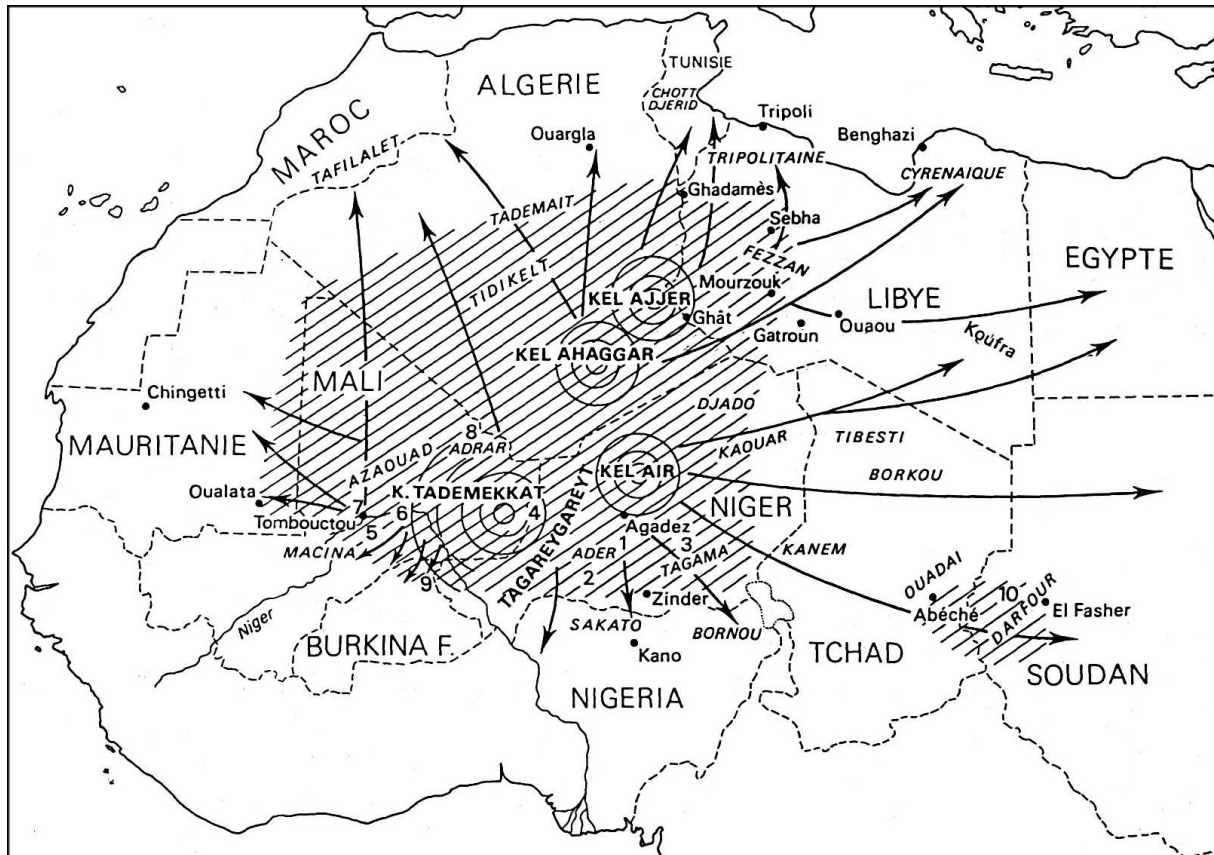 TUNISIE
ALGERIE
CHOTT
DJERID
MAROC
TAFILALET
Ouargla
Tripoli
TRIPOLITAINE
Benghazi
CYRENAIQUE
TADEMAIT
Ghadamès
Sebha
FEZZAN
EGYPTE
TIDIKELT
KEL AJJER
Mourzouk
LIBYE
Ghât
Gatroun
Ouaou
Koúfra
KEL AHAGGAR
MALI
Chingetti
DJADO
MAURITANIE
8
ADRAR
AZAOUAD
KAOUAR
TIBESTI
KEL AIR
BORKOU
Oualata
K. TADEMEKKAT
7
6
4
TAGAREYGAREYT
NIGER
Tombouctou
5
Agadez
MACINA
ADER
1
3
TAGAMA
KANEM
9
2
OUADAI
10
Zinder
Abéché
DARFOUR
El Fasher
Niger
SAKATO
BORNOU
BURKINA F.
Kano
TCHAD
SOUDAN
NIGERIA